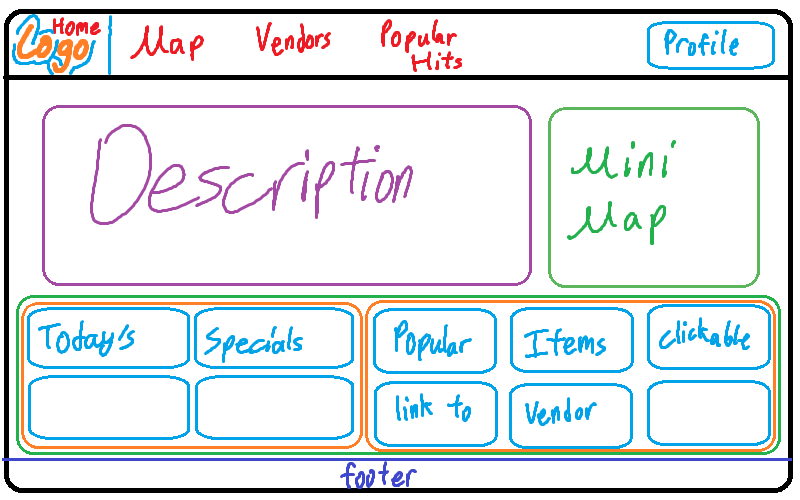 Home
Logo
Map
Vendors
Popular
Hits
Profile
Description
Mini
Map
Today's
Specials
Popular
Items
clickable
link to
Vendor
footer